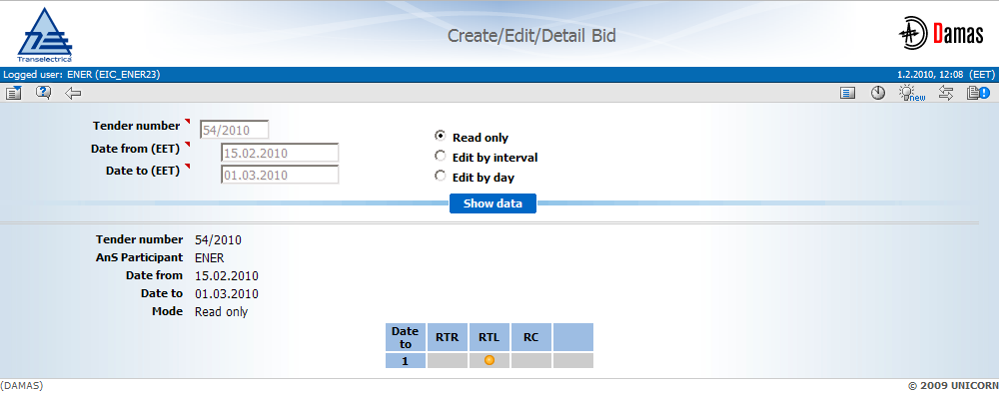 Transelectrica
Create/Edit/Detail Bid
Damas
Logged user: ENER (EIC_ENER23)
1.2.2010, 12:08 (EET)
new
Tender number 54/2010
Date from (EET) 15.02.2010
Date to (EET) 01.03.2010
Read only
Edit by interval
Edit by day
Show data
Tender number 54/2010
AnS Participant ENER
Date from 15.02.2010
Date to 01.03.2010
Mode Read only
Date to RTR RTL RC
1
(DAMAS)
© 2009 UNICORN